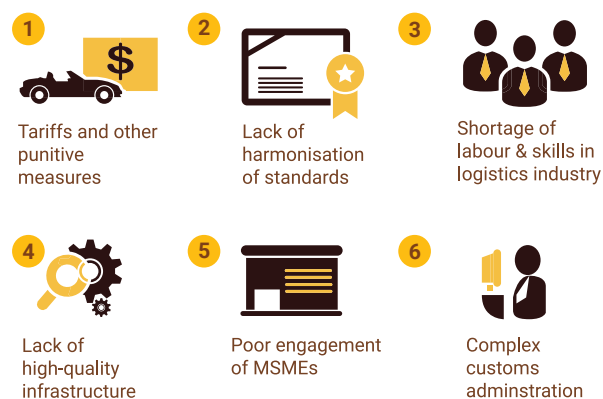 1
$
Tariffs and other
punitive
measures
2
Lack of
harmonisation
of standards
3
Shortage of
labour & skills in
logistics industry
4
Lack of
high-quality
infrastructure
5
Poor engagement
of MSMEs
6
Complex
customs
adminstration